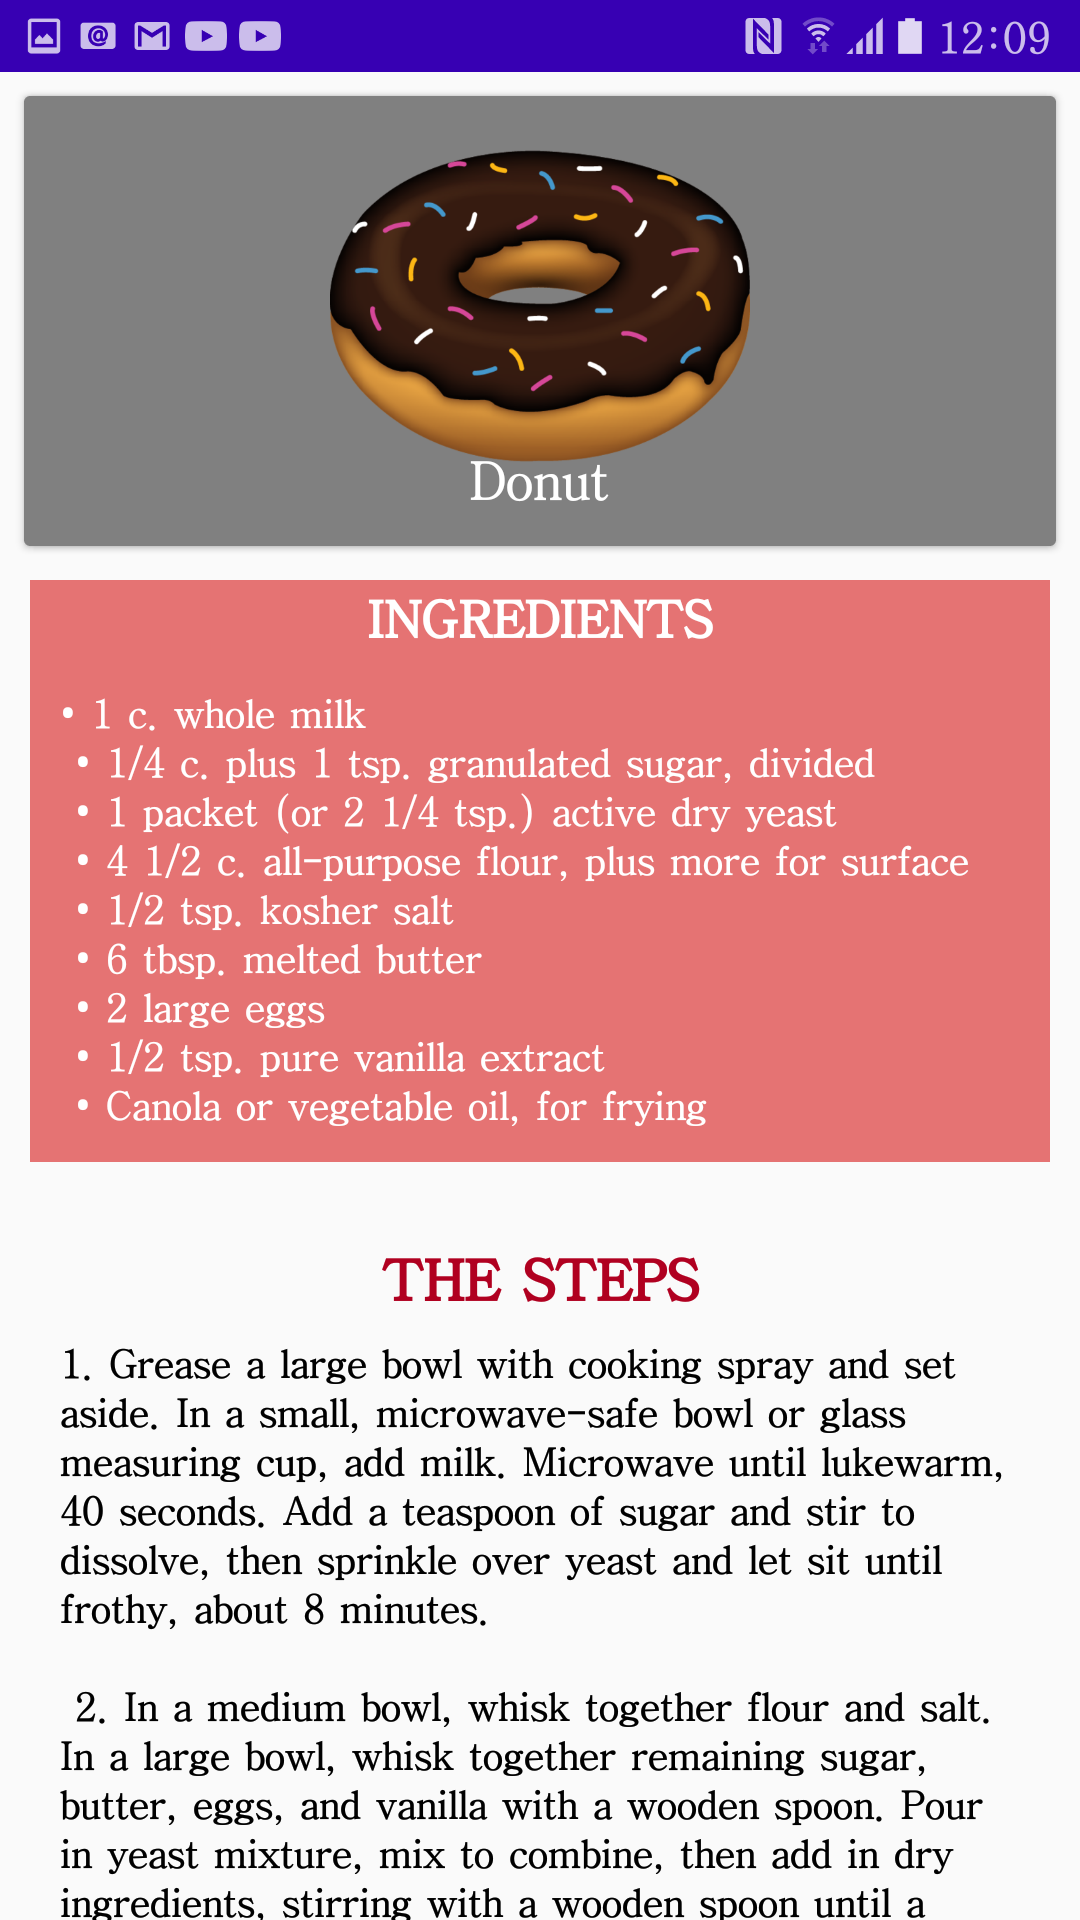 12:09
Donut
INGREDIENTS
• 1 c. whole milk
• 1/4 c. plus 1 tsp. granulated sugar, divided
• 1 packet (or 2 1/4 tsp.) active dry yeast
• 4 1/2 c. all-purpose flour, plus more for surface
• 1/2 tsp. kosher salt
• 6 tbsp. melted butter
• 2 large eggs
• 1/2 tsp. pure vanilla extract
• Canola or vegetable oil, for frying
THE STEPS
1. Grease a large bowl with cooking spray and set
aside. In a small, microwave-safe bowl or glass
measuring cup, add milk. Microwave until lukewarm,
40 seconds. Add a teaspoon of sugar and stir to
dissolve, then sprinkle over yeast and let sit until
frothy, about 8 minutes.
2. In a medium bowl, whisk together flour and salt.
In a large bowl, whisk together remaining sugar,
butter, eggs, and vanilla with a wooden spoon. Pour
in yeast mixture, mix to combine, then add in dry
ingredients, stirring with a wooden spoon until a